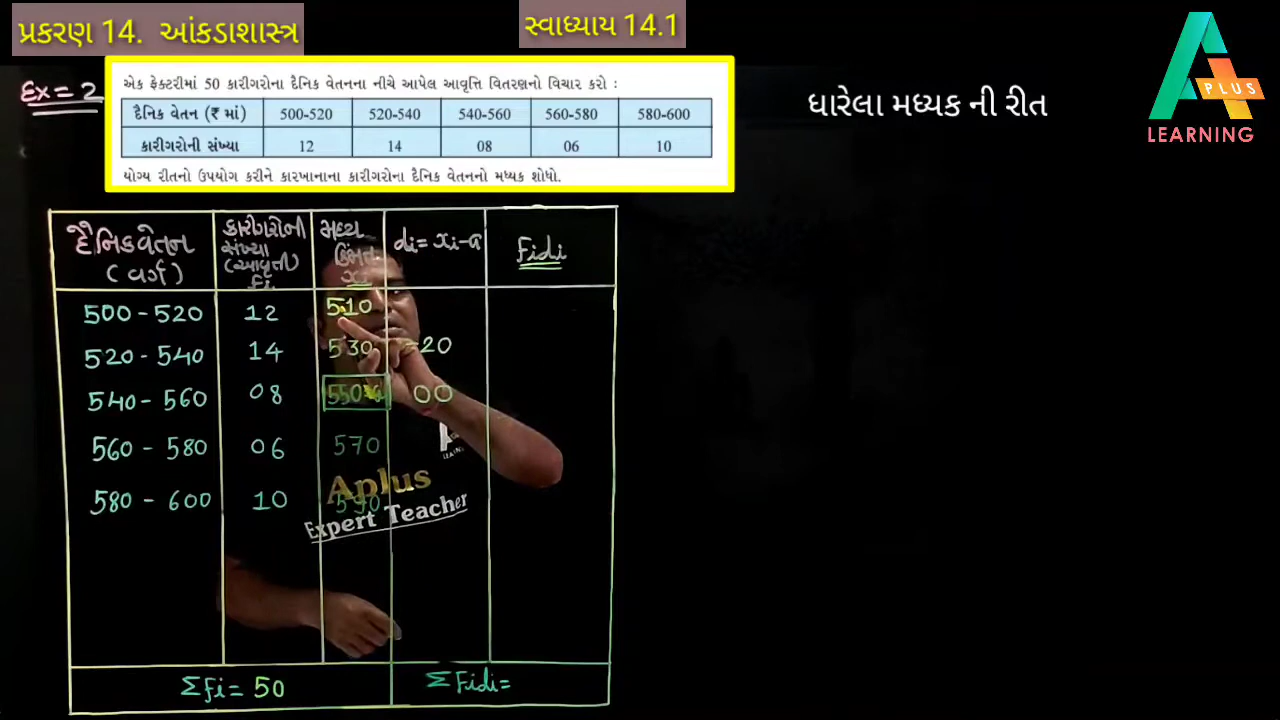 પ્રકરણ 14. આંકડાશાસ્ત્ર
સ્વાધ્યાય 14.1
Ex = 2
એક ફેક્ટરીમાં 50 કારીગરોના દૈનિક વેતનના નીચે આપેલ આવૃત્તિ વિતરણનો વિચાર કરો :
દૈનિક વેતન (₹ માં) 500-520 520-540 540-560 560-580 580-600
કારીગરોની સંખ્યા 12 14 08 06 10
યોગ્ય રીતનો ઉપયોગ કરીને કારખાનાના કારીગરોના દૈનિક વેતનનો મધ્યક શોધો.
ધારેલા મધ્યક ની રીત
A PLUS
LEARNING
દૈનિક વેતન
(વર્ગ)
કારીગરોની
સંખ્યા
(આવૃતી)
fi
મધ્ય
કિંમત
xi
di = xi-a
Fidi
500 - 520 12 510
520 - 540 14 530 -20
540 - 560 08 550 00
560 - 580 06 570
580 - 600 10 590
Aplus
Expert Teacher
Σfi = 50 ΣFidi=